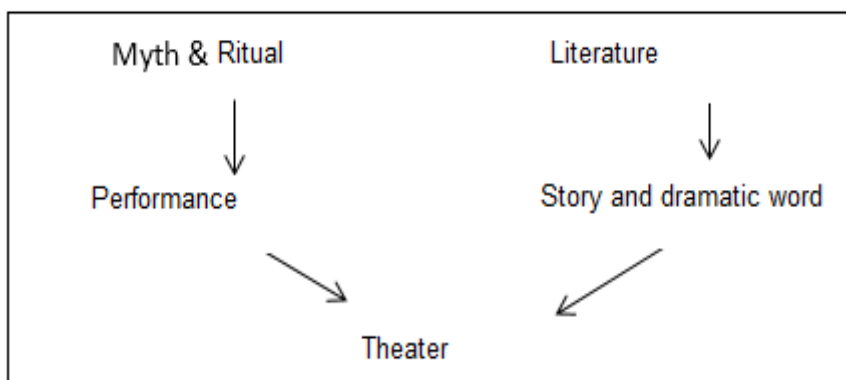 Myth & Ritual
Literature
Performance
Story and dramatic word
Theater